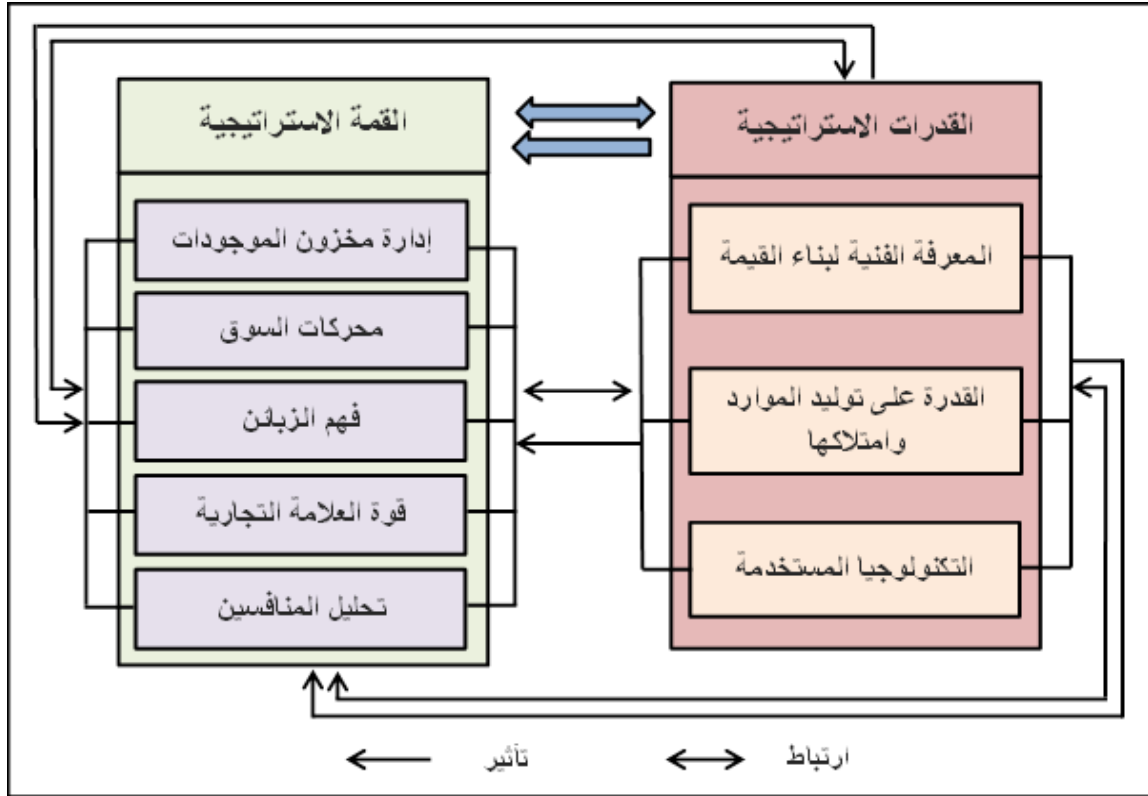 القدرات الاستراتيجية
المعرفة الفنية لبناء القيمة
القدرة على توليد الموارد
وامتلاكها
التكنولوجيا المستخدمة
القمة الاستراتيجية
إدارة مخزون الموجودات
محركات السوق
فهم الزبائن
قوة العلامة التجارية
تحليل المنافسين
ارتباط
تأثير